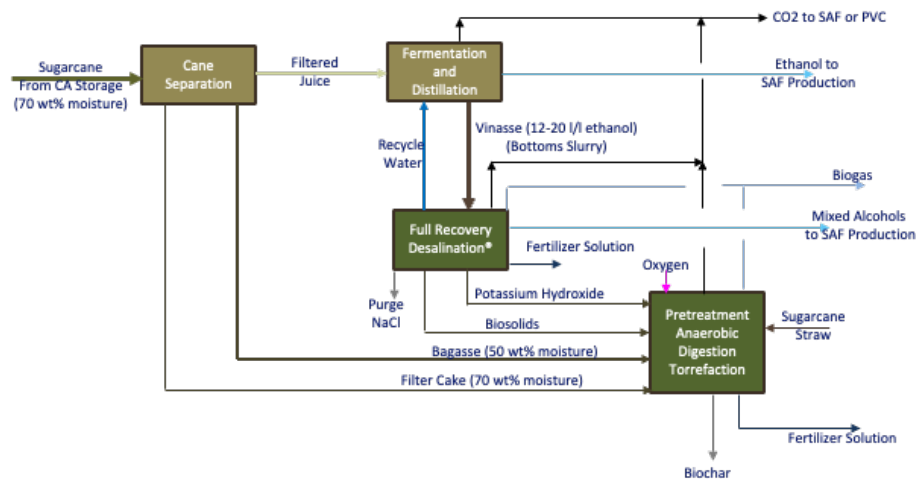 CO2 to SAF or PVC
Sugarcane
From CA Storage
(70 wt% moisture)
Cane
Separation
Filtered
Juice
Fermentation
and
Distillation
Ethanol to
SAF Production
Recycle
Water
Vinasse (12-20 l/l ethanol)
(Bottoms Slurry)
Biogas
Full Recovery
Desalination®
Mixed Alcohols
to SAF Production
Fertilizer Solution
Oxygen
Purge
NaCl
Potassium Hydroxide
Biosolids
Bagasse (50 wt% moisture)
Filter Cake (70 wt% moisture)
Pretreatment
Anaerobic
Digestion
Torrefaction
Sugarcane
Straw
Fertilizer Solution
Biochar